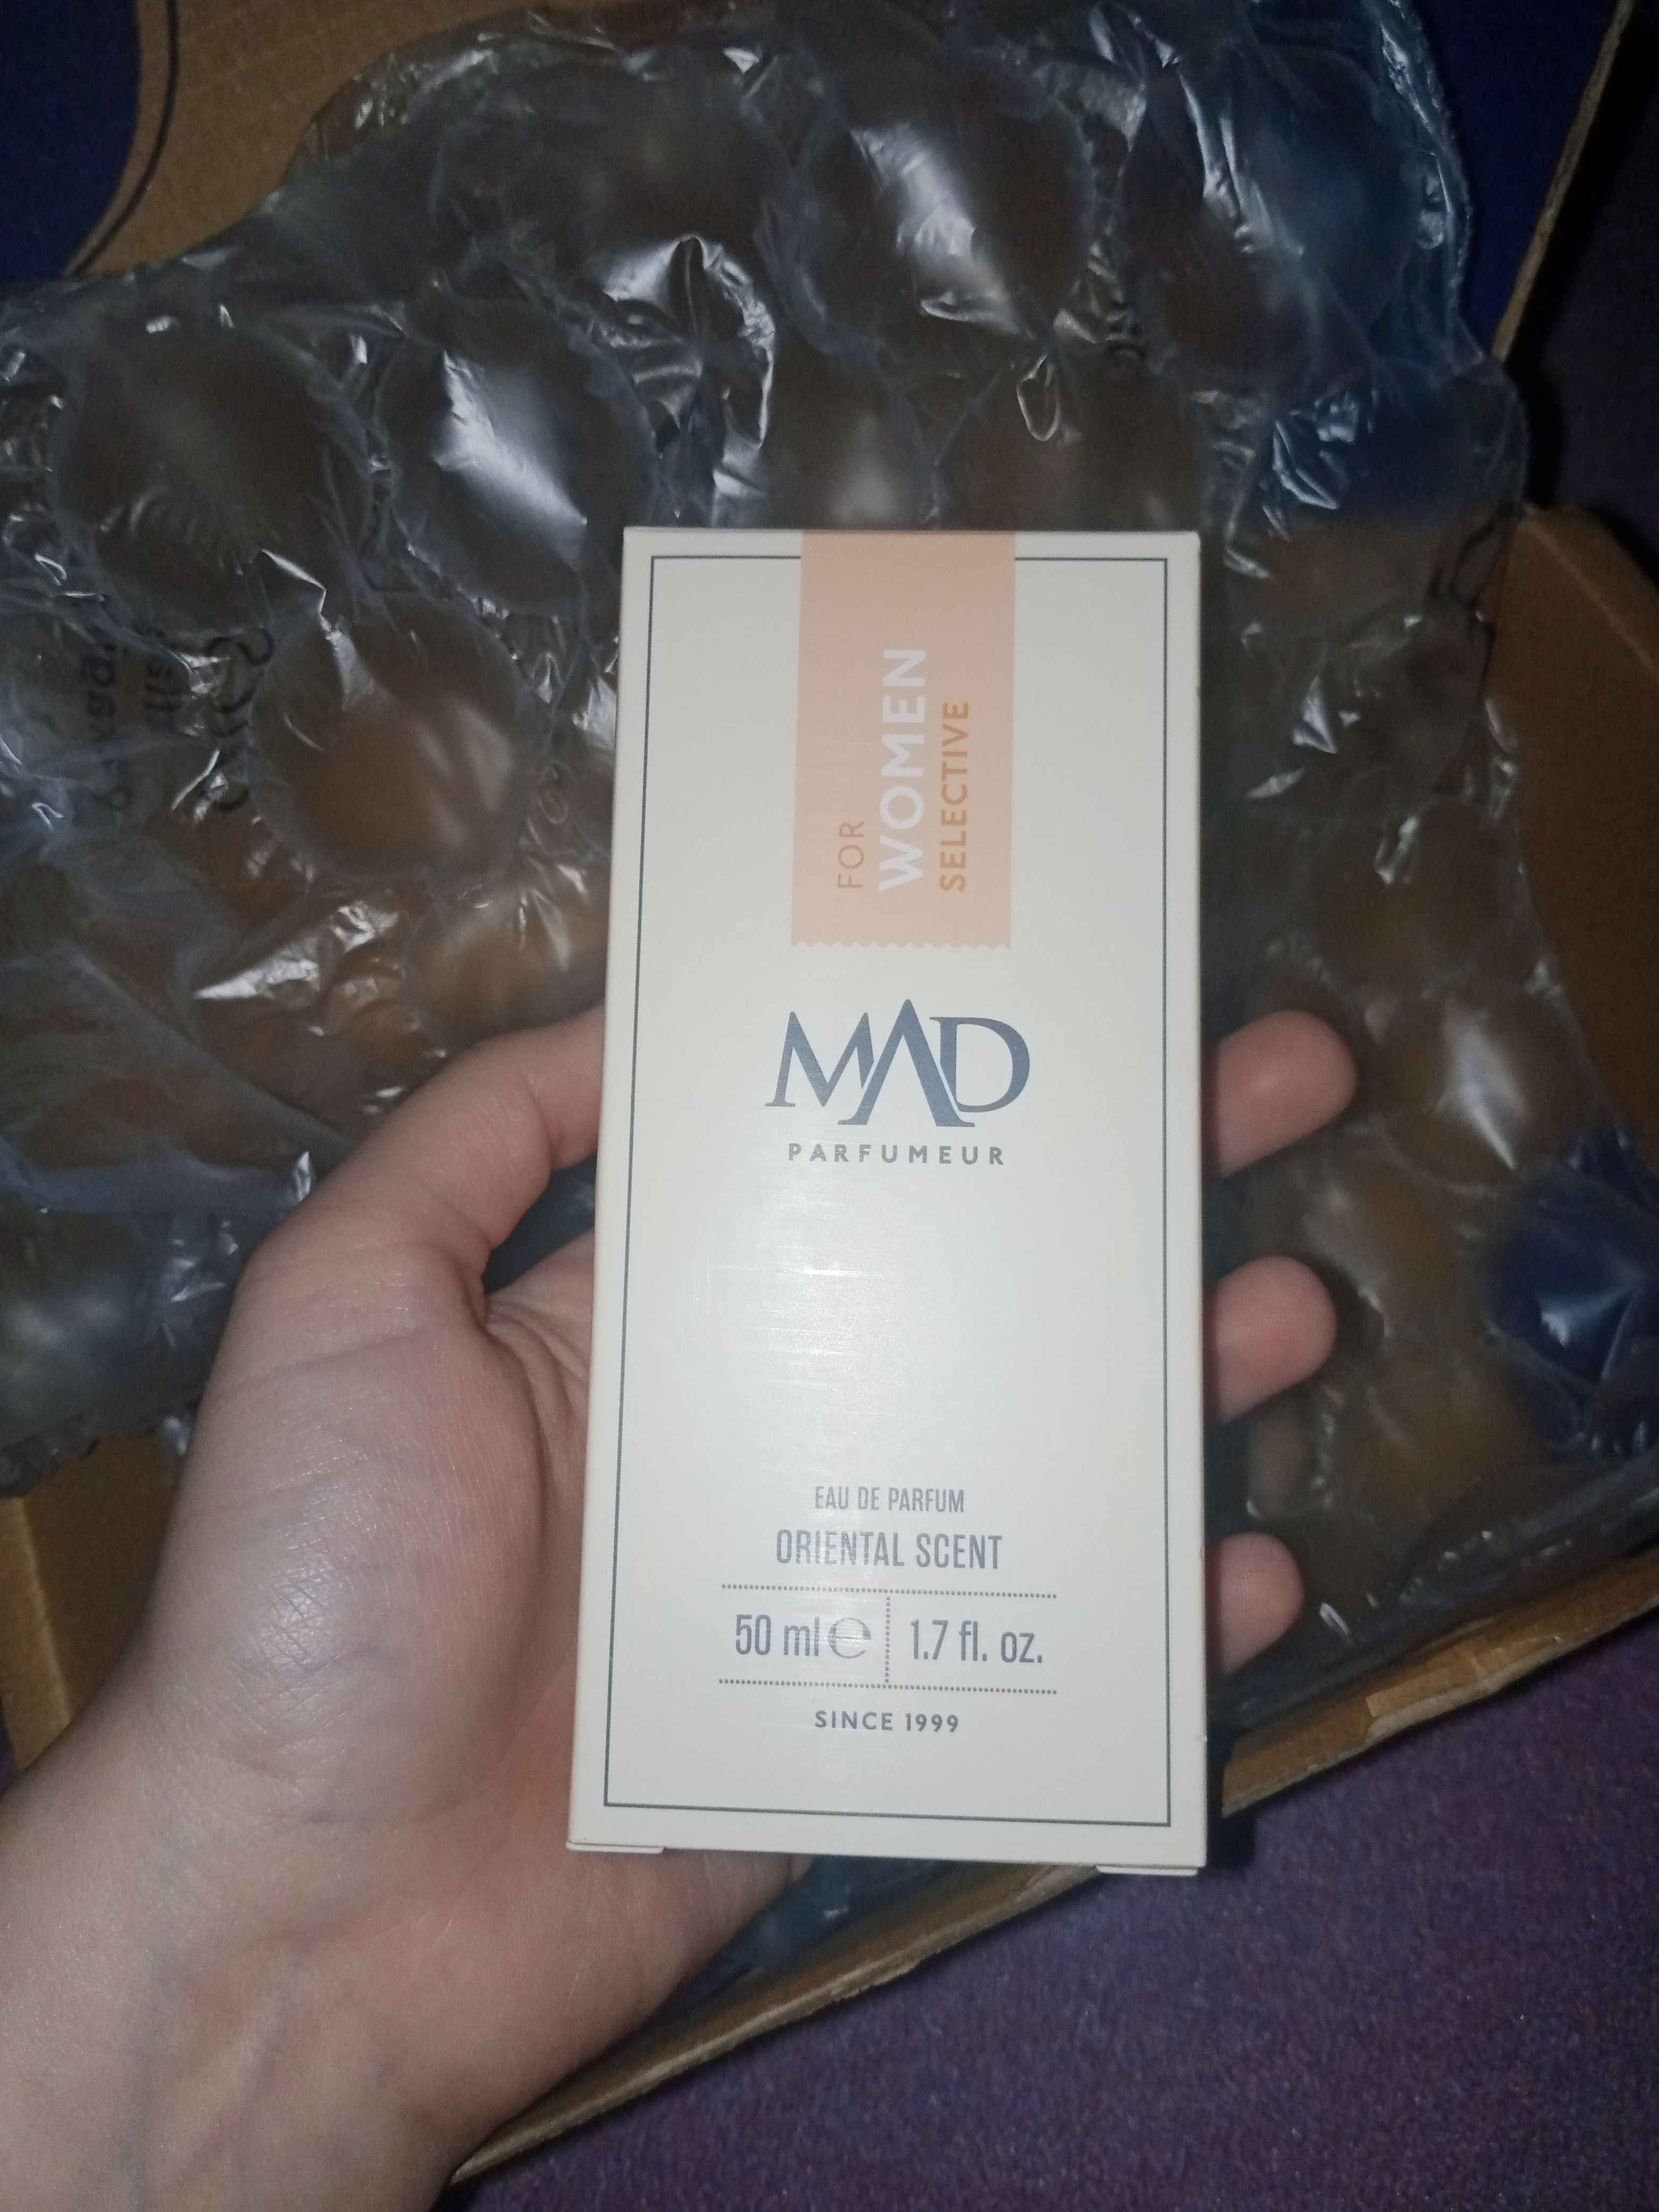 FOR
WOMEN
SELECTIVE
MAD
PARFUMEUR
EAU DE PARFUM
ORIENTAL SCENT
50 ml ℮ 1.7 fl. oz.
SINCE 1999